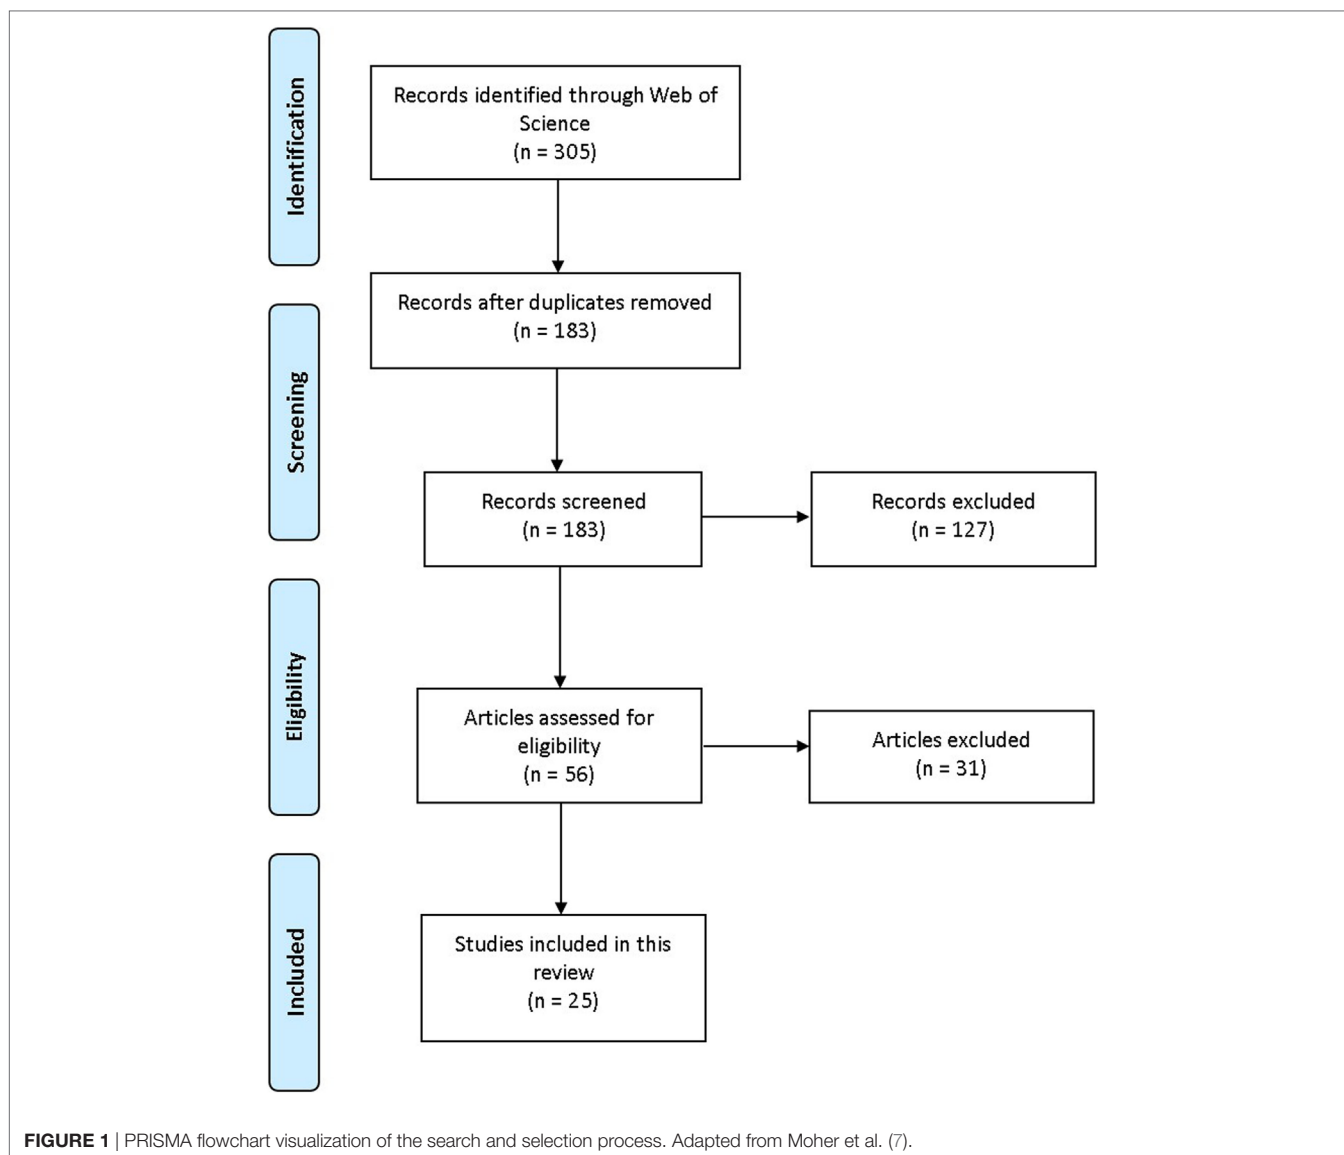 Identification
Records identified through Web of
Science
(n = 305)
Records after duplicates removed
(n = 183)
Screening
Records screened
(n = 183)
Records excluded
(n = 127)
Eligibility
Articles assessed for
eligibility
(n = 56)
Articles excluded
(n = 31)
Included
Studies included in this
review
(n = 25)
FIGURE 1 | PRISMA flowchart visualization of the search and selection process. Adapted from Moher et al. (7).